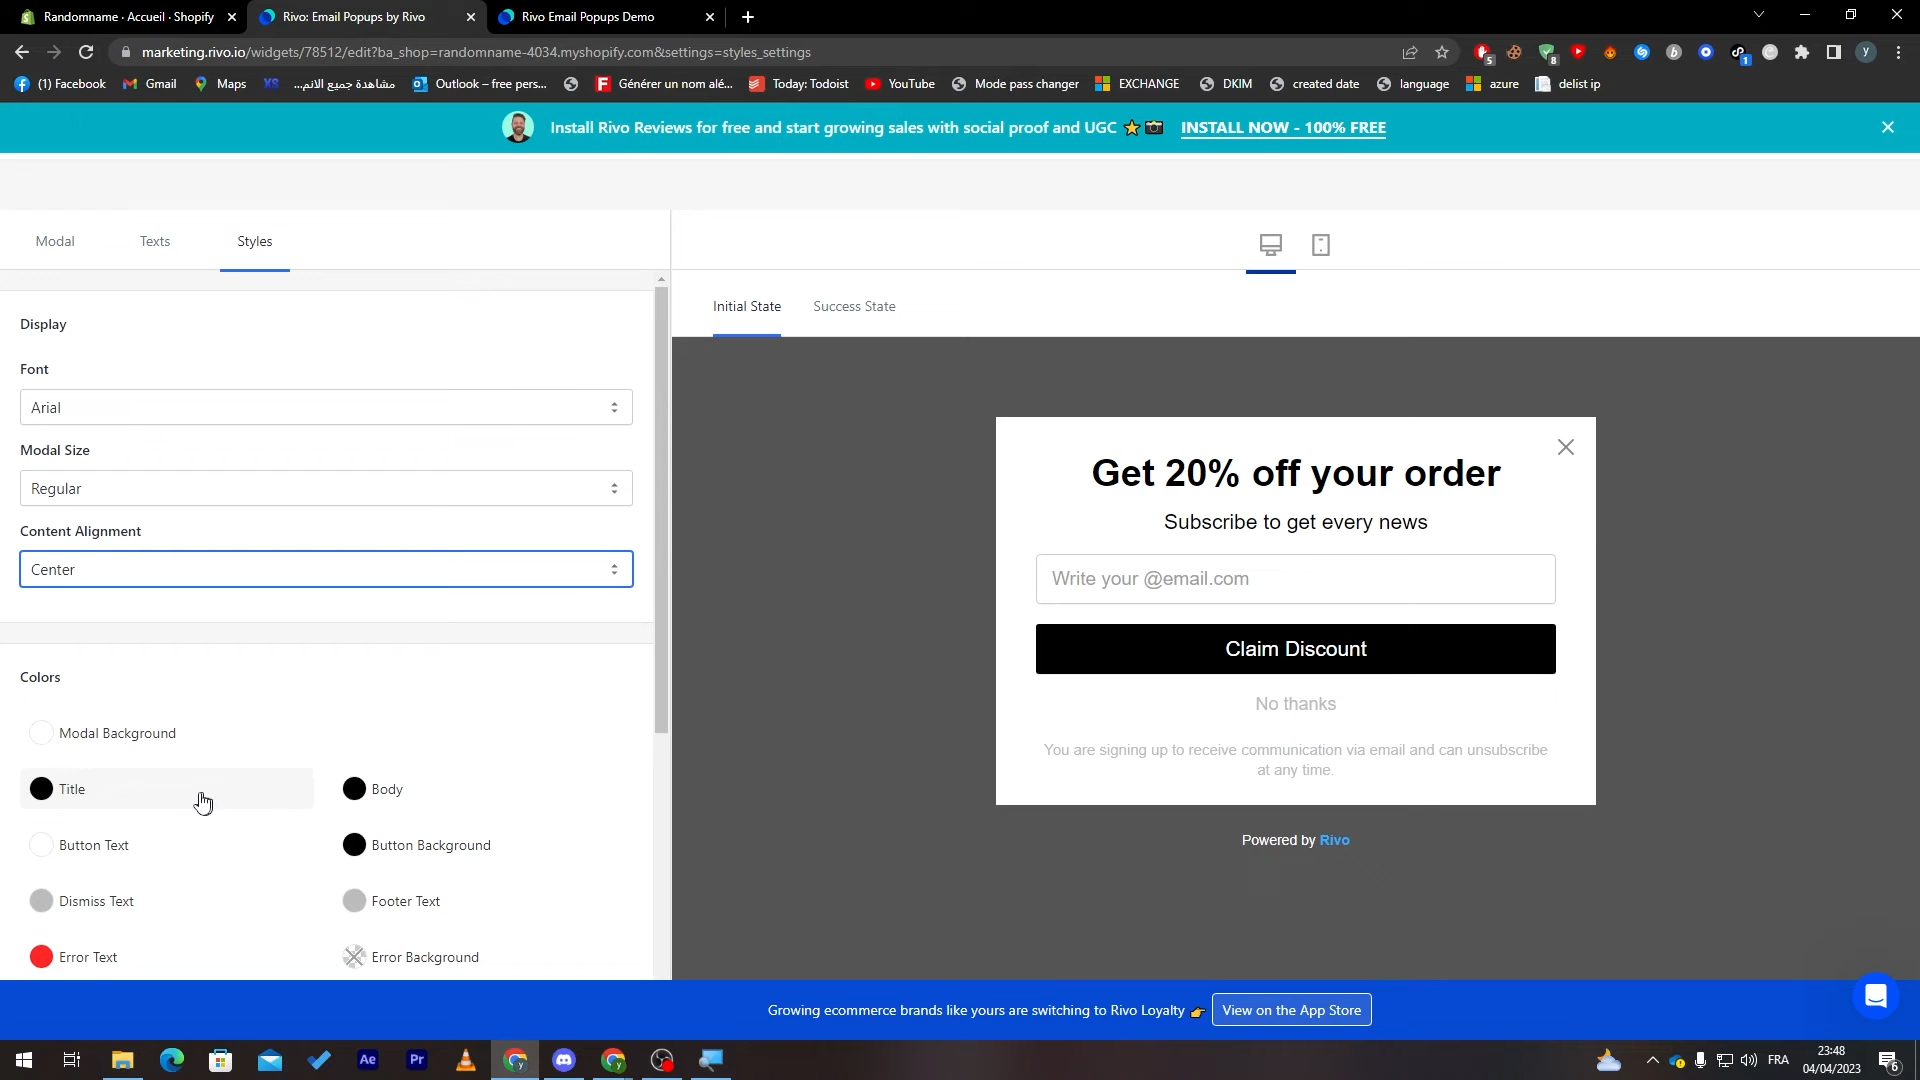 Randomname · Accueil · Shopify
Rivo: Email Popups by Rivo
Rivo Email Popups Demo
marketing.rivo.io/widgets/78512/edit?ba_shop=randomname-4034.myshopify.com&settings=styles_settings
(1) Facebook
Gmail
Maps
XS
مشاهدة جميع الانم...
Outlook – free pers...
Générer un nom alé...
Today: Todoist
YouTube
Mode pass changer
EXCHANGE
DKIM
created date
language
azure
delist ip
Install Rivo Reviews for free and start growing sales with social proof and UGC ⭐📷 INSTALL NOW - 100% FREE
Modal
Texts
Styles
Initial State
Success State
Display
Font
Arial
Modal Size
Regular
Content Alignment
Center
Colors
Modal Background
Title
Body
Button Text
Button Background
Dismiss Text
Footer Text
Error Text
Error Background
Get 20% off your order
Subscribe to get every news
Write your @email.com
Claim Discount
No thanks
You are signing up to receive communication via email and can unsubscribe
at any time.
Powered by Rivo
Growing ecommerce brands like yours are switching to Rivo Loyalty 👉 View on the App Store
Ae
Pr
FRA
23:48
04/04/2023
6